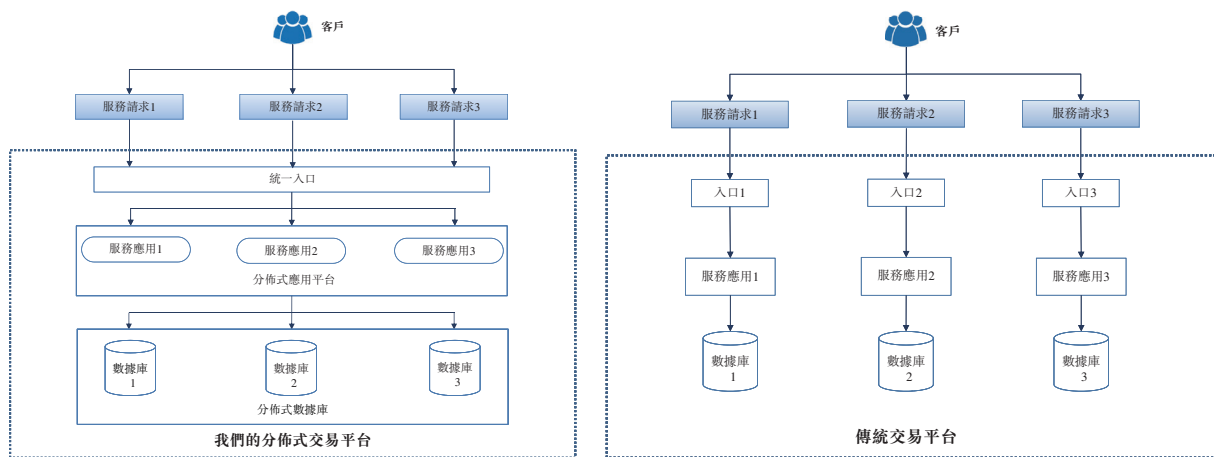 客戶
服務請求1
服務請求2
服務請求3
統一入口
服務應用1
服務應用2
服務應用3
分佈式應用平台
數據庫
1
數據庫
2
數據庫
3
分佈式數據庫
我們的分佈式交易平台
客戶
服務請求1
服務請求2
服務請求3
入口1
入口2
入口3
服務應用1
服務應用2
服務應用3
數據庫
1
數據庫
2
數據庫
3
傳統交易平台